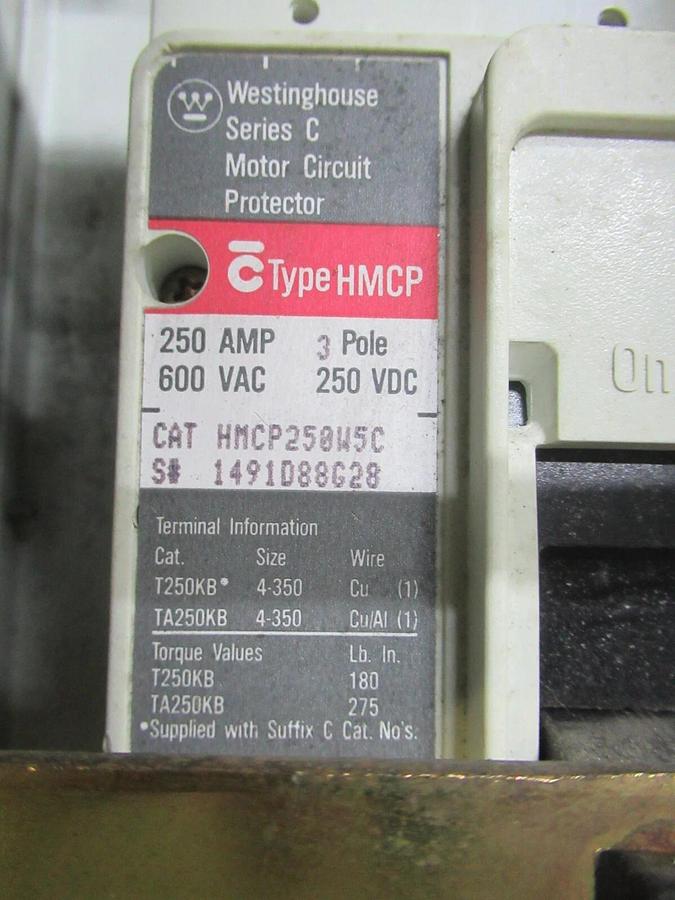 Westinghouse
Series C
Motor Circuit
Protector
C Type HMCP
250 AMP 3 Pole
600 VAC 250 VDC
CAT HMCP250W5C
S# 1491D88G28
Terminal Information
Cat. Size Wire
T250KB* 4-350 Cu (1)
TA250KB 4-350 Cu/Al (1)
Torque Values Lb. In.
T250KB 180
TA250KB 275
*Supplied with Suffix C Cat. No's.
On